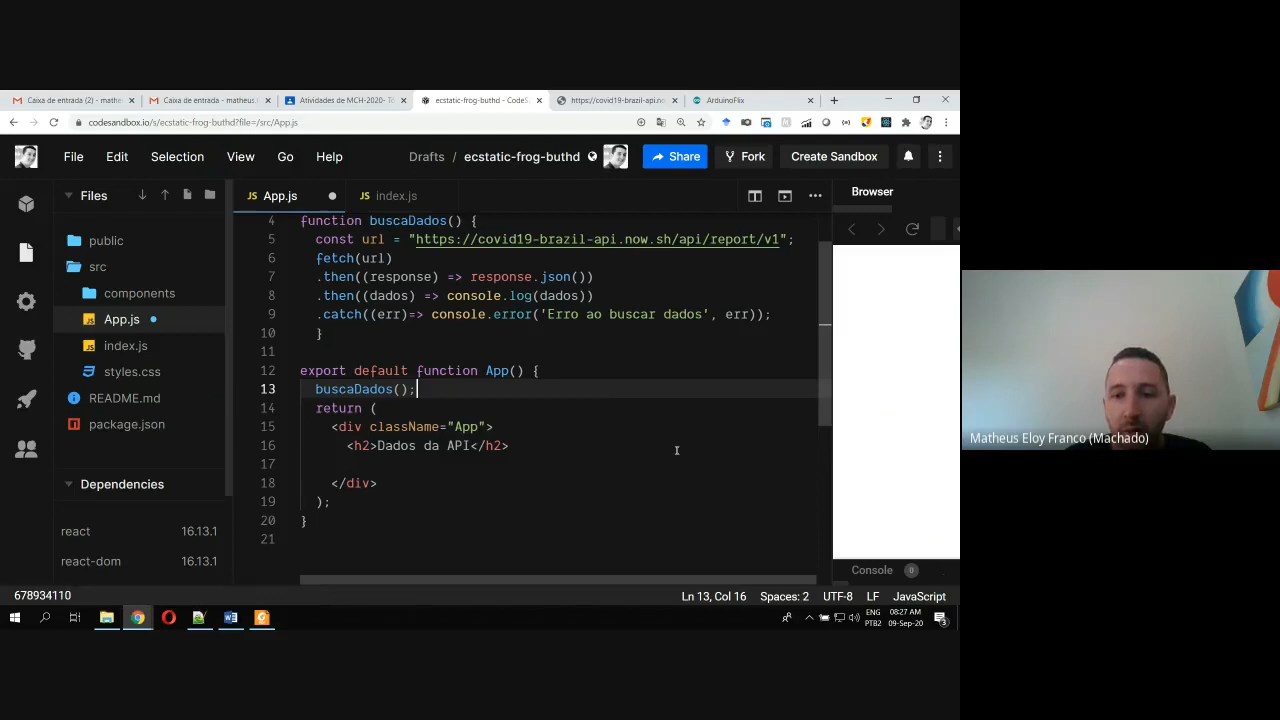 Caixa de entrada (2) - mathe
Caixa de entrada - matheus.f
Atividades de MCH-2020- To
ecstatic-frog-buthd - CodeS
https://covid19-brazil-api.no
ArduinoFlix
codesandbox.io/s/ecstatic-frog-buthd?file=/src/App.js
File Edit Selection View Go Help
Drafts / ecstatic-frog-buthd
Share
Fork
Create Sandbox
Files
JS App.js
JS index.js
Browser
public
src
components
JS App.js
JS index.js
styles.css
README.md
package.json
Dependencies
react 16.13.1
react-dom 16.13.1
4 function buscaDados() {
5 const url = "https://covid19-brazil-api.now.sh/api/report/v1";
6 fetch(url)
7 .then((response) => response.json())
8 .then((dados) => console.log(dados))
9 .catch((err)=> console.error('Erro ao buscar dados', err));
10 }
11
12 export default function App() {
13 buscaDados();
14 return (
15 <div className="App">
16 <h2>Dados da API</h2>
17
18 </div>
19 );
20 }
21
Console 0
678934110
Ln 13, Col 16 Spaces: 2 UTF-8 LF JavaScript
ENG 08:27 AM
PTB2 09-Sep-20
3
Matheus Eloy Franco (Machado)